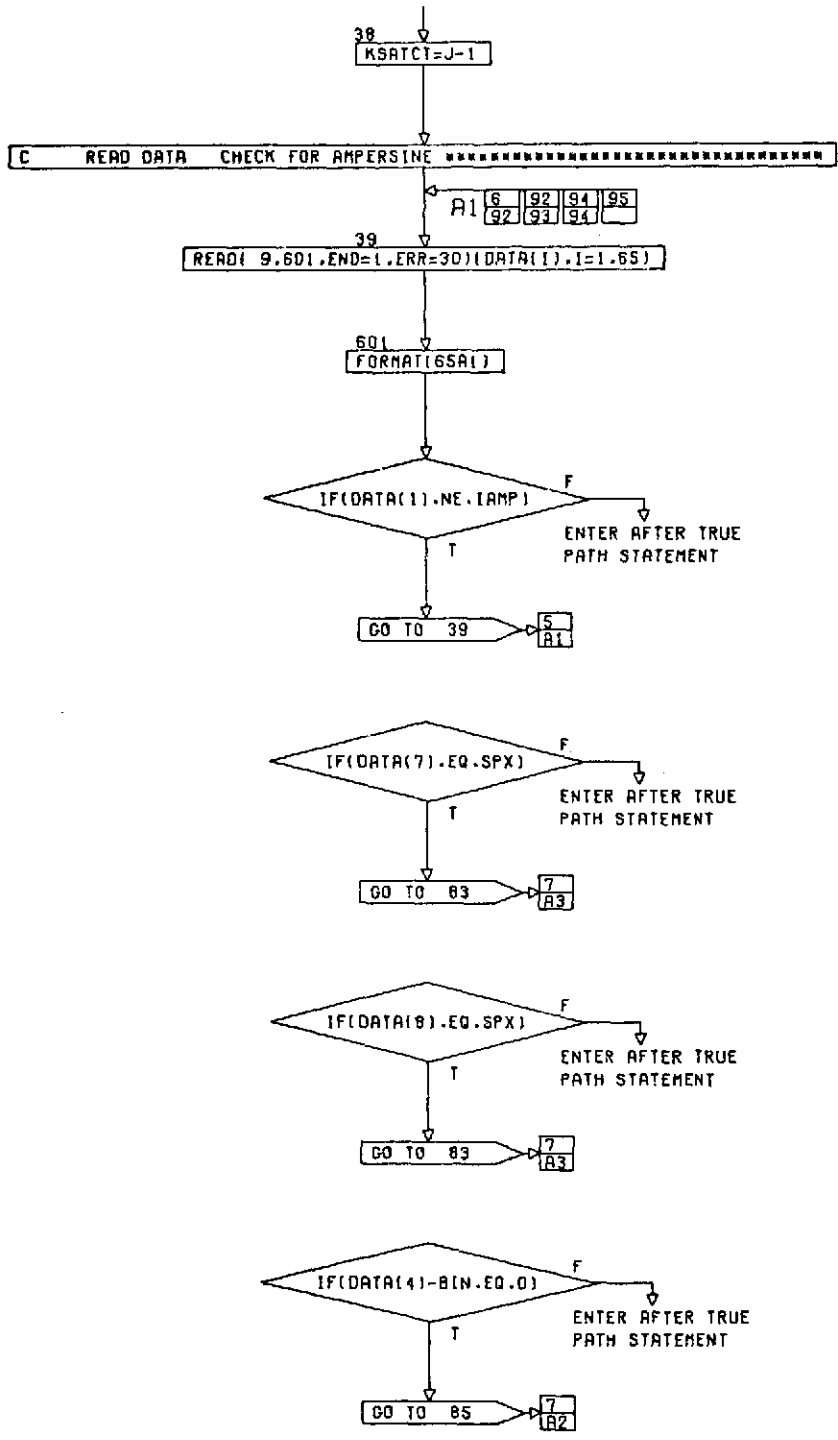 38
KSATCT=J-1
C READ DATA CHECK FOR AMPERSINE **********************************
A1 6 92 94 95
92 93 94
39
READ( 9,601,END=1,ERR=30)(DATA(I),I=1,65)
601
FORMAT(65A1)
IF(DATA(1).NE.IAMP)
F
ENTER AFTER TRUE
PATH STATEMENT
T
GO TO 39
5
A1
IF(DATA(7).EQ.SPX)
F
ENTER AFTER TRUE
PATH STATEMENT
T
GO TO 83
7
A3
IF(DATA(8).EQ.SPX)
F
ENTER AFTER TRUE
PATH STATEMENT
T
GO TO 83
7
A3
IF(DATA(4)-BIN.EQ.0)
F
ENTER AFTER TRUE
PATH STATEMENT
T
GO TO 85
7
A2